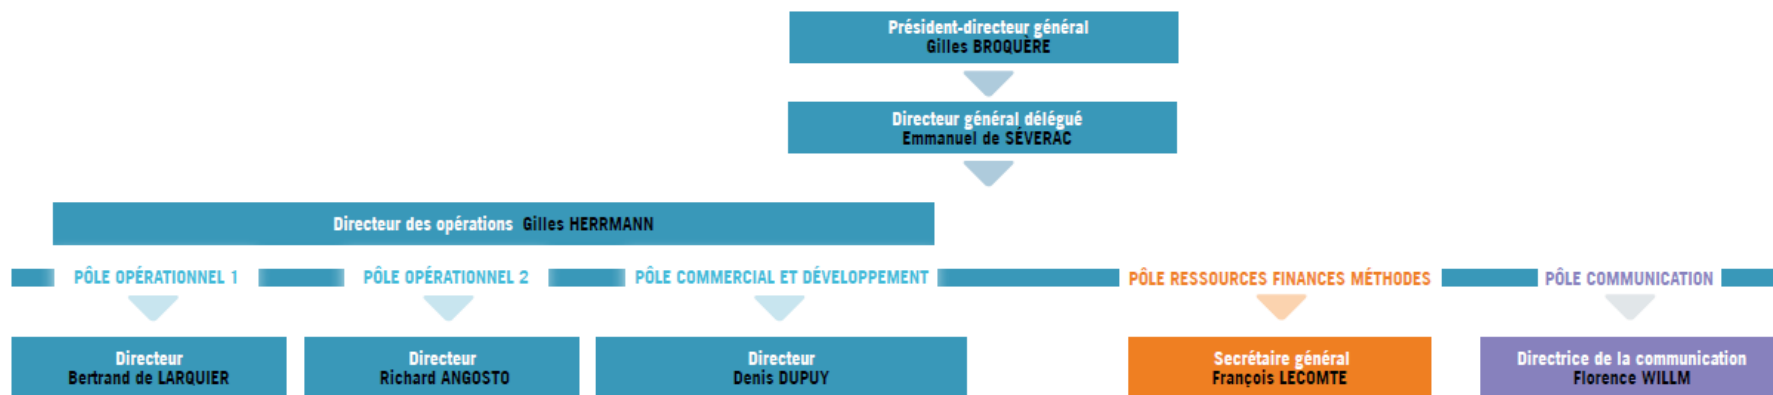 Président-directeur général
Gilles BROQUÈRE
Directeur général délégué
Emmanuel de SÉVERAC
Directeur des opérations Gilles HERRMANN
PÔLE OPÉRATIONNEL 1
PÔLE OPÉRATIONNEL 2
PÔLE COMMERCIAL ET DÉVELOPPEMENT
PÔLE RESSOURCES FINANCES MÉTHODES
PÔLE COMMUNICATION
Directeur
Bertrand de LARQUIER
Directeur
Richard ANGOSTO
Directeur
Denis DUPUY
Secrétaire général
François LECOMTE
Directrice de la communication
Florence WILLM